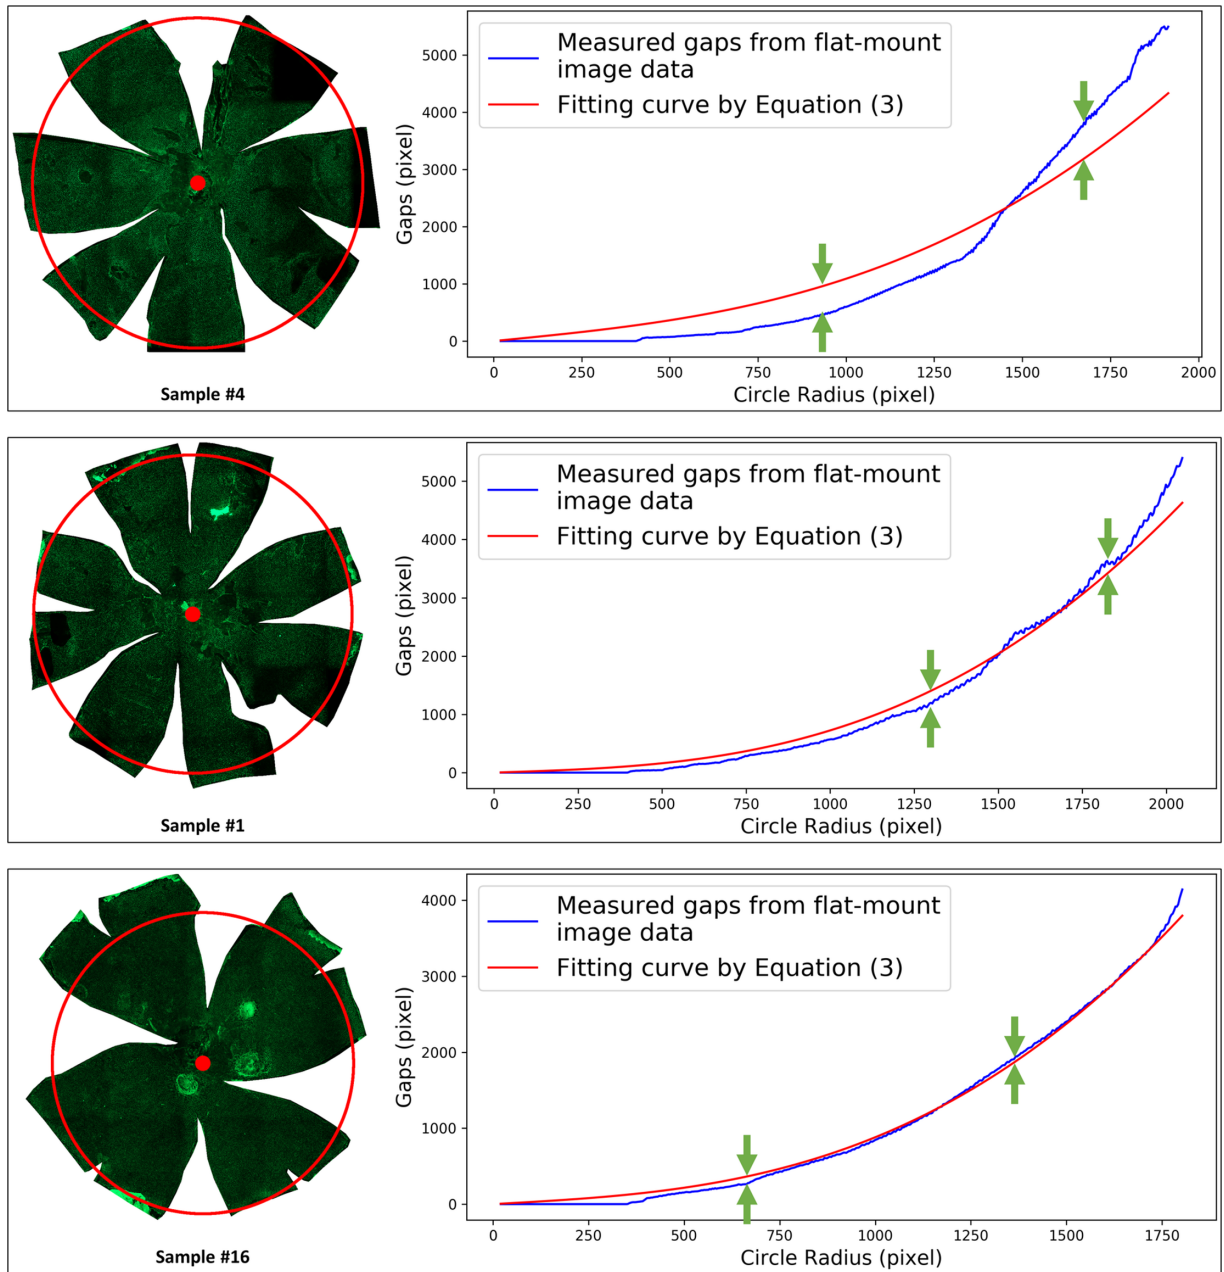 Measured gaps from flat-mount
image data
Fitting curve by Equation (3)
Gaps (pixel)
5000
4000
3000
2000
1000
0
0 250 500 750 1000 1250 1500 1750 2000
Circle Radius (pixel)
Sample #4
Measured gaps from flat-mount
image data
Fitting curve by Equation (3)
Gaps (pixel)
5000
4000
3000
2000
1000
0
0 250 500 750 1000 1250 1500 1750 2000
Circle Radius (pixel)
Sample #1
Measured gaps from flat-mount
image data
Fitting curve by Equation (3)
Gaps (pixel)
4000
3000
2000
1000
0
0 250 500 750 1000 1250 1500 1750
Circle Radius (pixel)
Sample #16